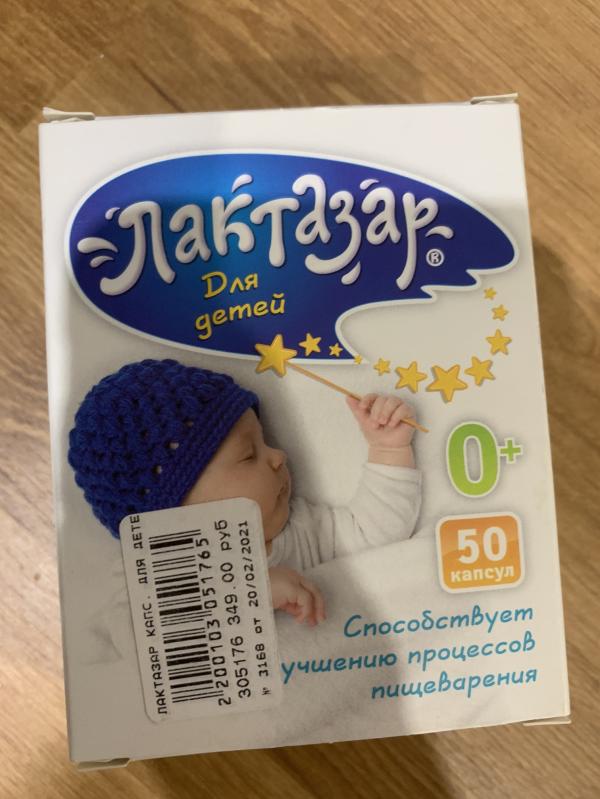 Лактазар®
Для
детей
0+
50
капсул
Способствует
учшению процессов
пищеварения
ЛАКТАЗАР КАПС. ДЛЯ ДЕТЕ
2200103051765
305176 349.00 РУБ
№ 3168 от 20/02/2021